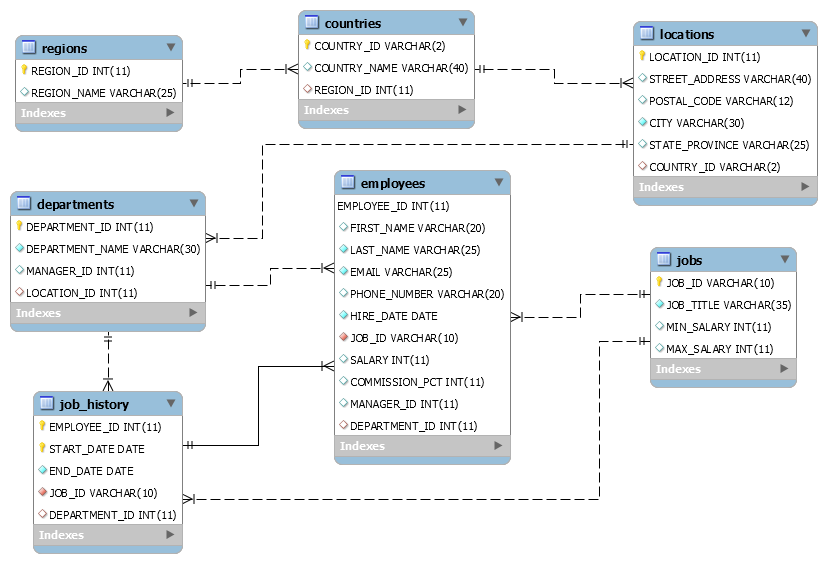 regions
REGION_ID INT(11)
REGION_NAME VARCHAR(25)
Indexes
countries
COUNTRY_ID VARCHAR(2)
COUNTRY_NAME VARCHAR(40)
REGION_ID INT(11)
Indexes
locations
LOCATION_ID INT(11)
STREET_ADDRESS VARCHAR(40)
POSTAL_CODE VARCHAR(12)
CITY VARCHAR(30)
STATE_PROVINCE VARCHAR(25)
COUNTRY_ID VARCHAR(2)
Indexes
departments
DEPARTMENT_ID INT(11)
DEPARTMENT_NAME VARCHAR(30)
MANAGER_ID INT(11)
LOCATION_ID INT(11)
Indexes
employees
EMPLOYEE_ID INT(11)
FIRST_NAME VARCHAR(20)
LAST_NAME VARCHAR(25)
EMAIL VARCHAR(25)
PHONE_NUMBER VARCHAR(20)
HIRE_DATE DATE
JOB_ID VARCHAR(10)
SALARY INT(11)
COMMISSION_PCT INT(11)
MANAGER_ID INT(11)
DEPARTMENT_ID INT(11)
Indexes
jobs
JOB_ID VARCHAR(10)
JOB_TITLE VARCHAR(35)
MIN_SALARY INT(11)
MAX_SALARY INT(11)
Indexes
job_history
EMPLOYEE_ID INT(11)
START_DATE DATE
END_DATE DATE
JOB_ID VARCHAR(10)
DEPARTMENT_ID INT(11)
Indexes